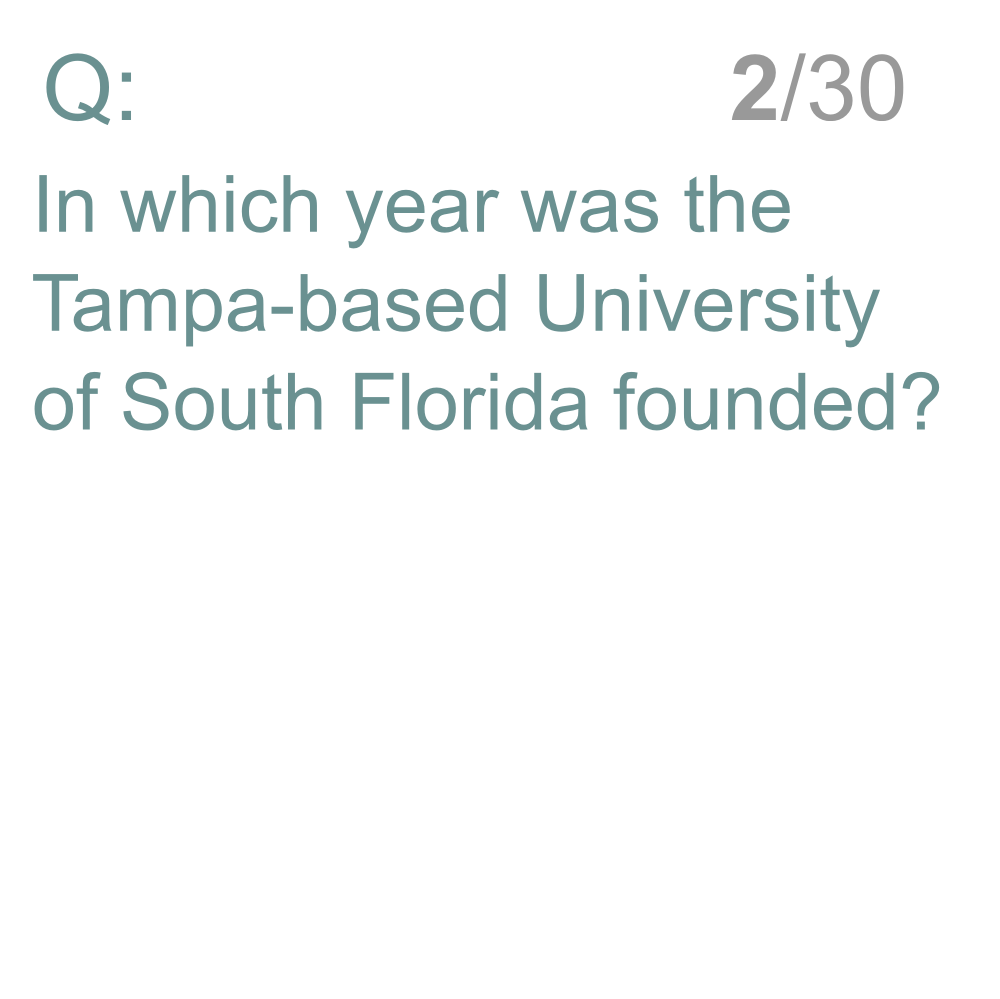 Q: 2/30
In which year was the
Tampa-based University
of South Florida founded?